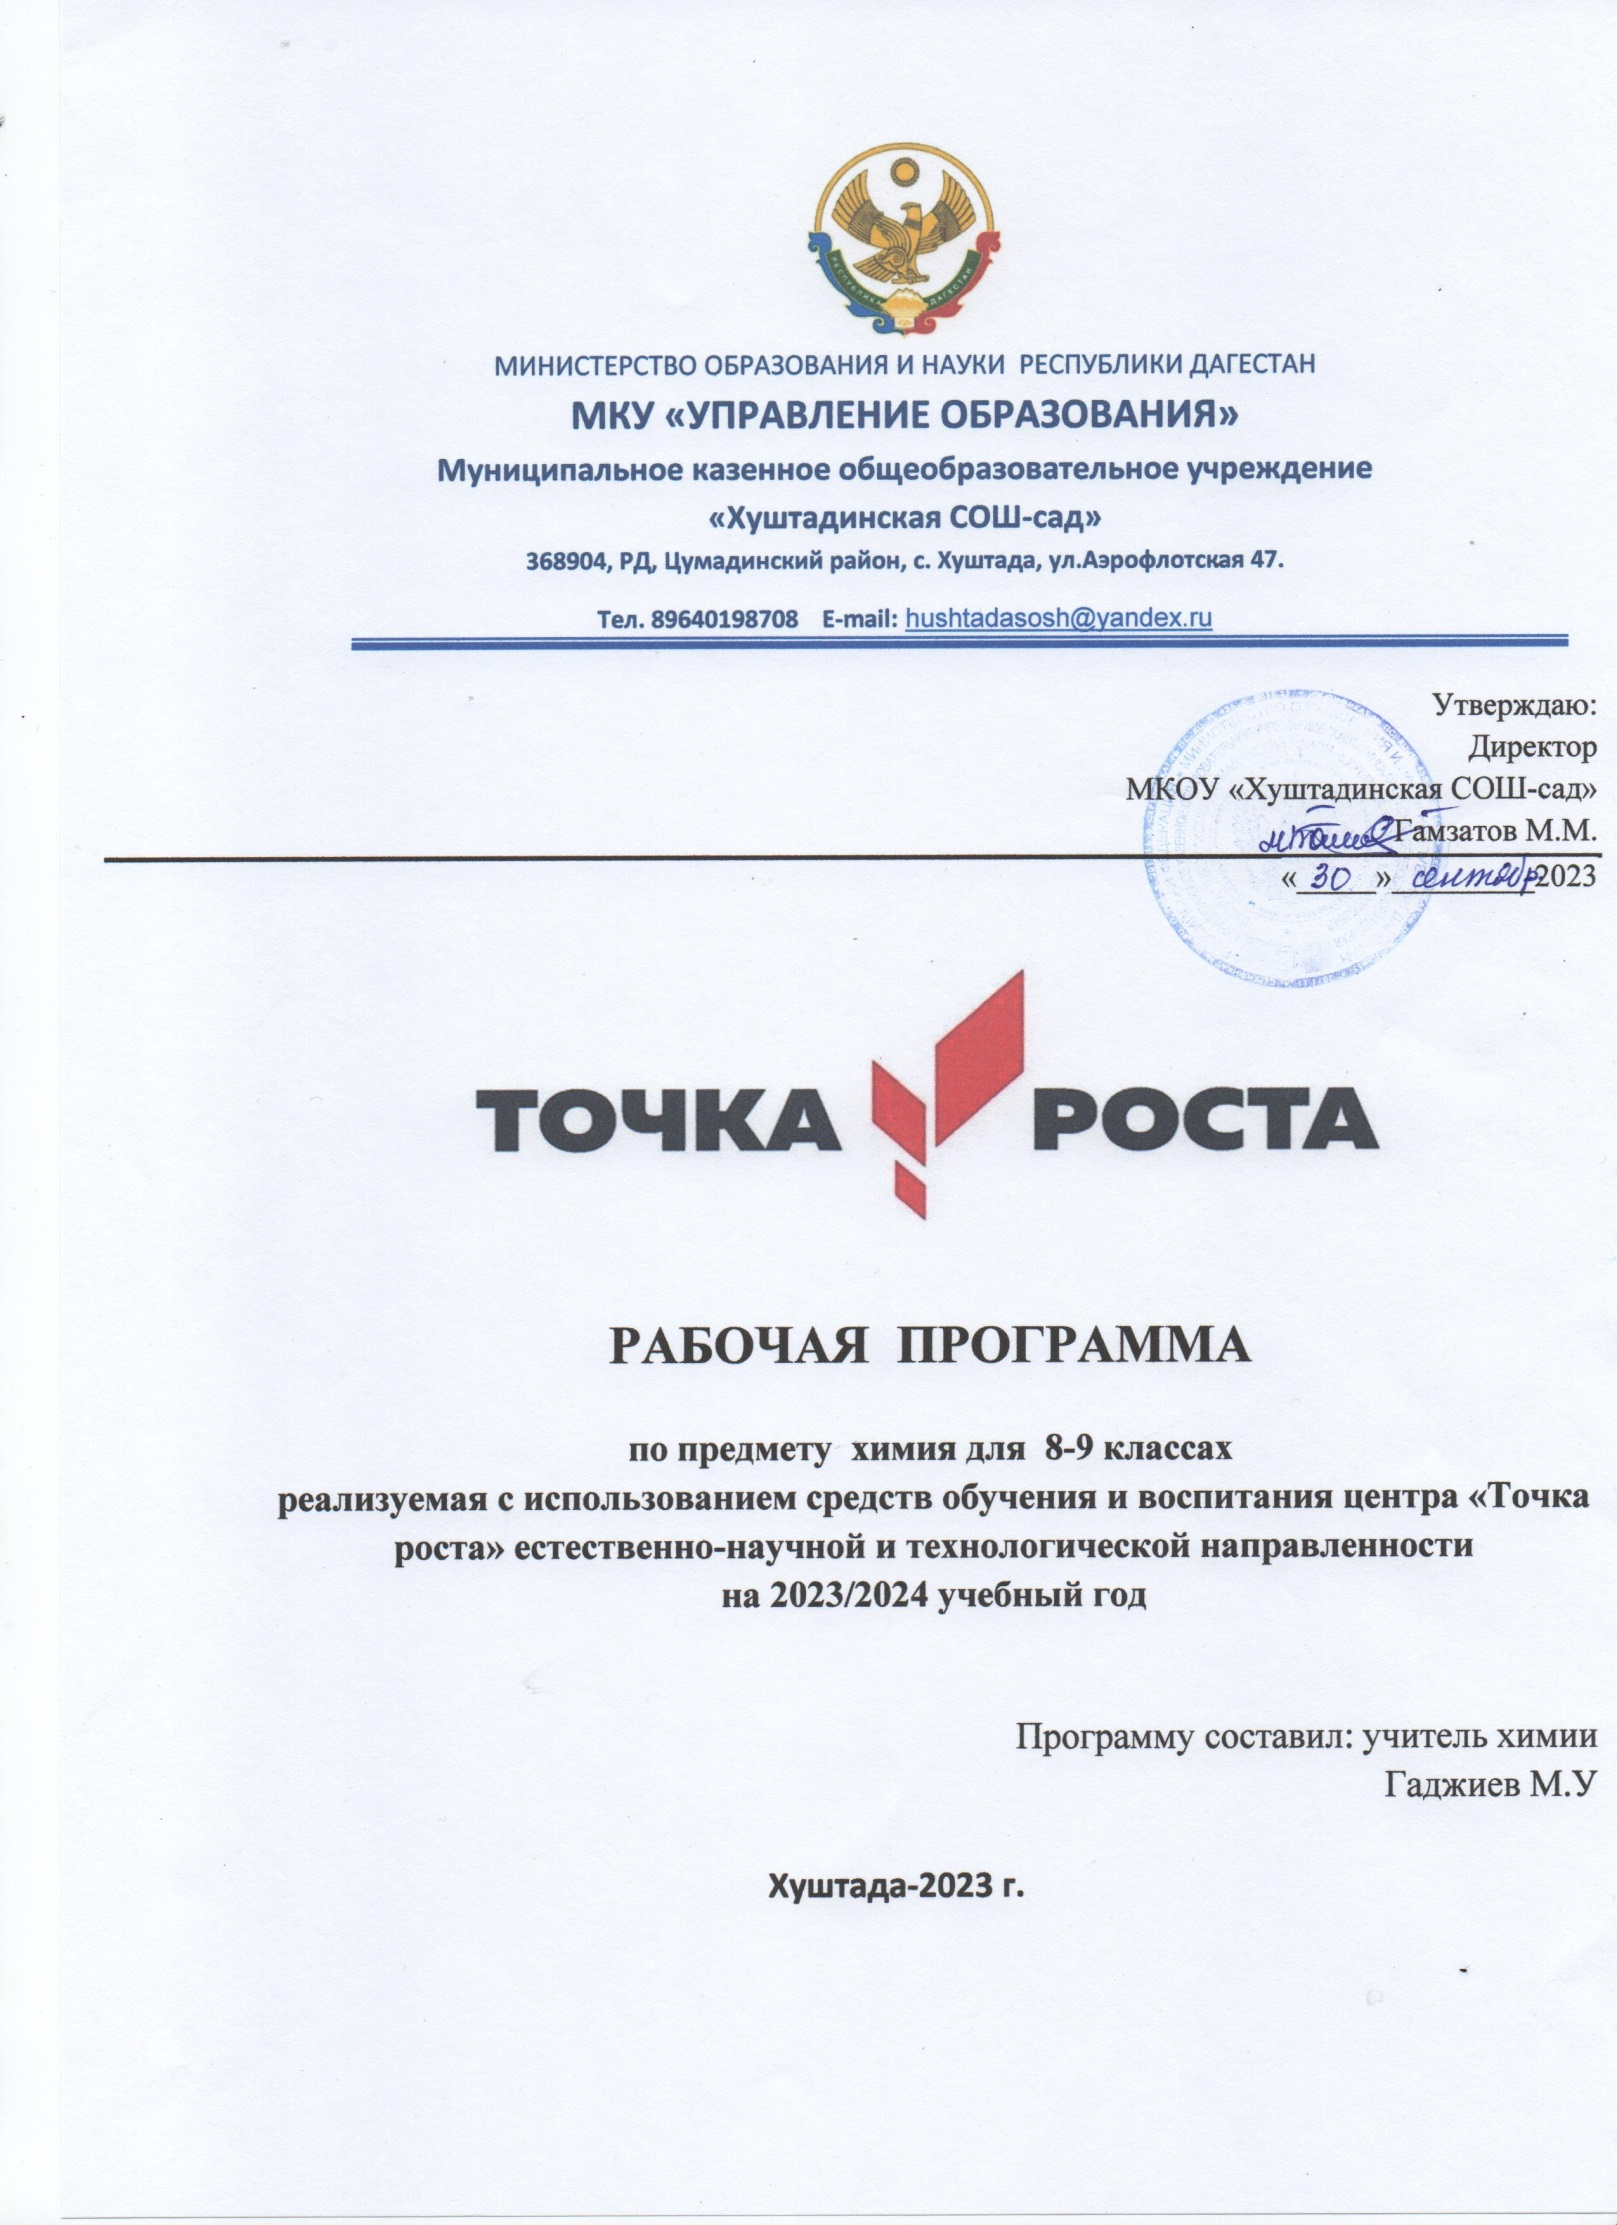 РЕСПУБЛИКА ДАГЕСТАН
МИНИСТЕРСТВО ОБРАЗОВАНИЯ И НАУКИ РЕСПУБЛИКИ ДАГЕСТАН
МКУ «УПРАВЛЕНИЕ ОБРАЗОВАНИЯ»
Муниципальное казенное общеобразовательное учреждение
«Хуштадинская СОШ-сад»
368904, РД, Цумадинский район, с. Хуштада, ул.Аэрофлотская 47.
Тел. 89640198708 E-mail: hushtadasosh@yandex.ru
Утверждаю:
Директор
МКОУ «Хуштадинская СОШ-сад»
Гамзатов М.М.
«30» сентябр 2023
ТОЧКА РОСТА
РАБОЧАЯ ПРОГРАММА
по предмету химия для 8-9 классах
реализуемая с использованием средств обучения и воспитания центра «Точка
роста» естественно-научной и технологической направленности
на 2023/2024 учебный год
Программу составил: учитель химии
Гаджиев М.У
Хуштада-2023 г.